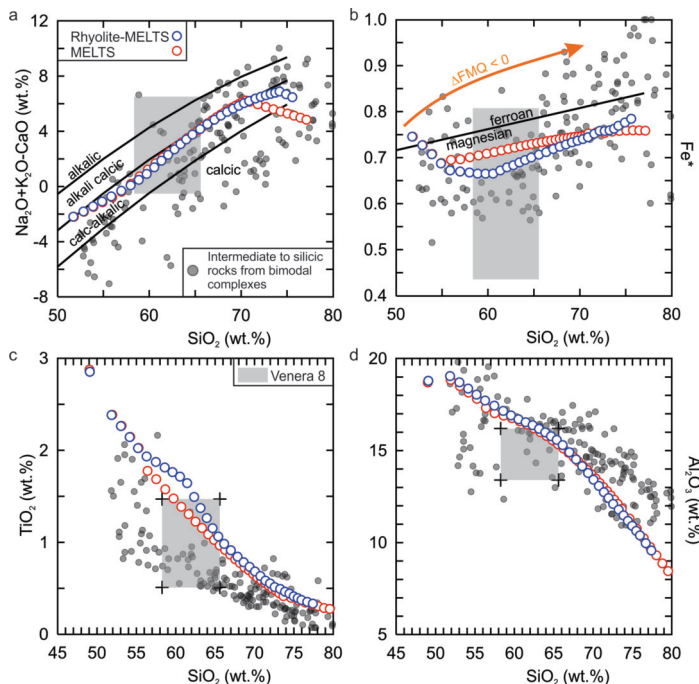 a
Rhyolite-MELTS
MELTS
alkalic
alkali calcic
calc-alkalic
calcic
Intermediate to silicic
rocks from bimodal
complexes
Na₂O+K₂O-CaO (wt.%)
12
8
4
0
-4
-8
50 60 70 80
SiO₂ (wt.%)
b
ΔFMQ < 0
ferroan
magnesian
Fe*
1.0
0.9
0.8
0.7
0.6
0.5
0.4
50 60 70 80
SiO₂ (wt.%)
c
Venera 8
TiO₂ (wt.%)
3
2
1
0
45 50 55 60 65 70 75 80
SiO₂ (wt.%)
d
Al₂O₃ (wt.%)
20
15
10
5
45 50 55 60 65 70 75 80
SiO₂ (wt.%)